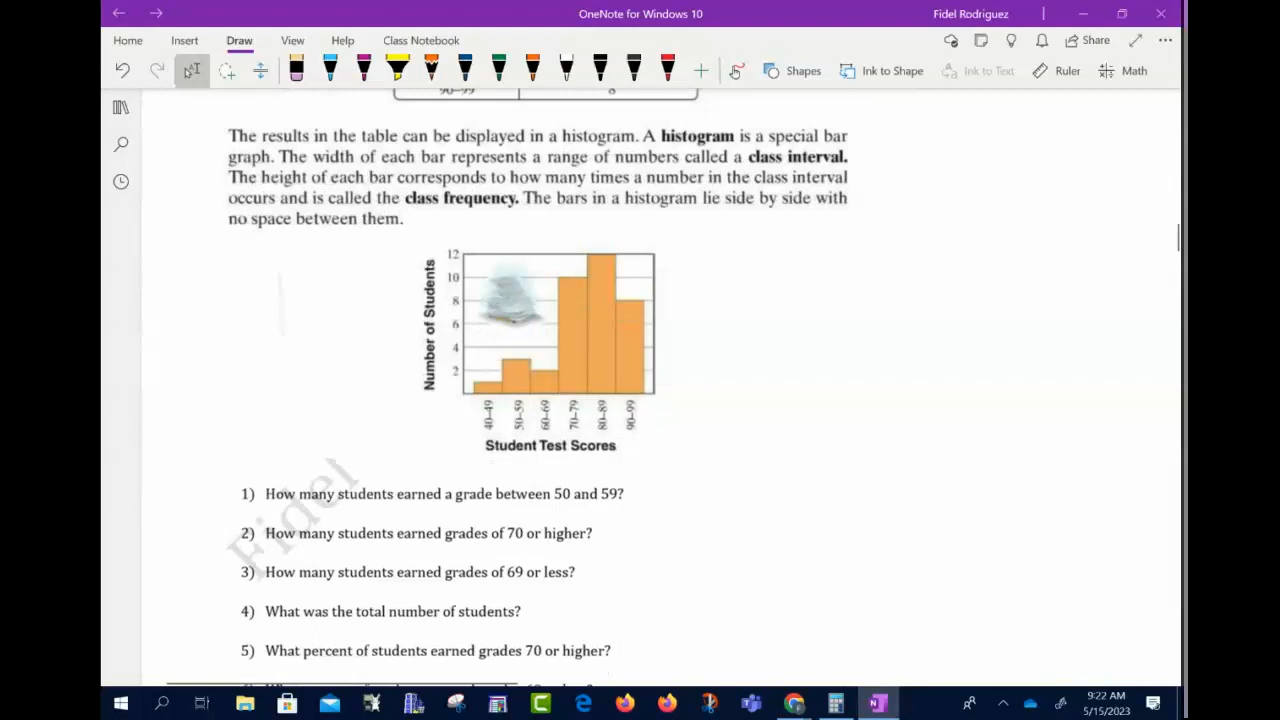 OneNote for Windows 10
Fidel Rodriguez
Home Insert Draw View Help Class Notebook
Share
Shapes Ink to Shape Ink to Text Ruler Math
90–99 8
The results in the table can be displayed in a histogram. A histogram is a special bar
graph. The width of each bar represents a range of numbers called a class interval.
The height of each bar corresponds to how many times a number in the class interval
occurs and is called the class frequency. The bars in a histogram lie side by side with
no space between them.
Number of Students
12
10
8
6
4
2
40–49 50–59 60–69 70–79 80–89 90–99
Student Test Scores
Fidel
1) How many students earned a grade between 50 and 59?
2) How many students earned grades of 70 or higher?
3) How many students earned grades of 69 or less?
4) What was the total number of students?
5) What percent of students earned grades 70 or higher?
9:22 AM
5/15/2023